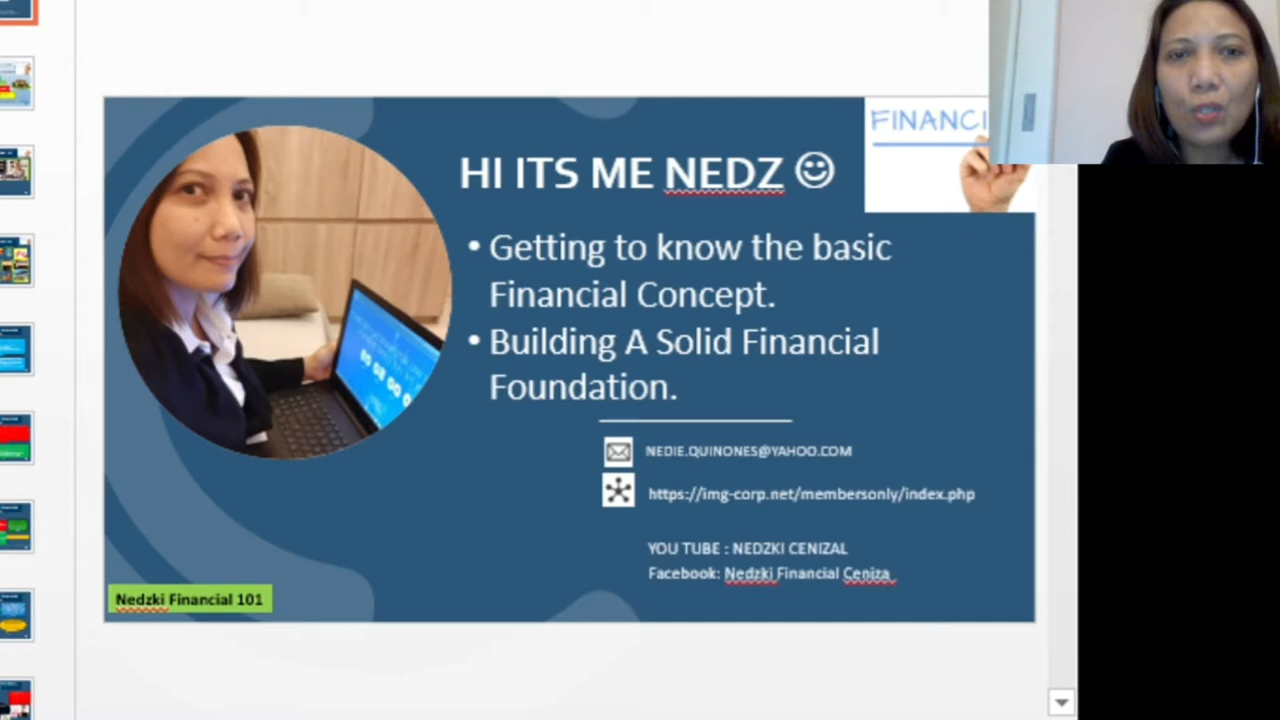 FINANCI
HI ITS ME NEDZ ☺
• Getting to know the basic
Financial Concept.
• Building A Solid Financial
Foundation.
NEDIE.QUINONES@YAHOO.COM
https://img-corp.net/membersonly/index.php
YOU TUBE : NEDZKI CENIZAL
Facebook: Nedzki Financial Ceniza
Nedzki Financial 101